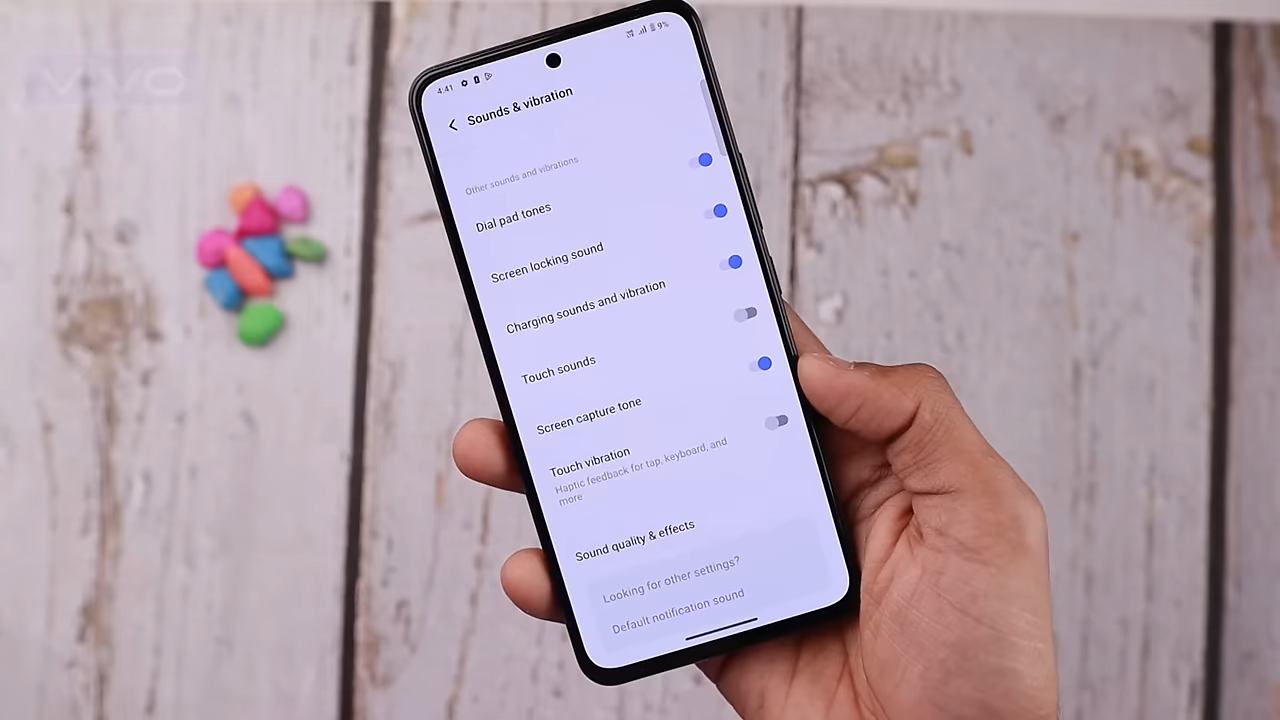 vivo
4:41 9%
Sounds & vibration
Other sounds and vibrations
Dial pad tones
Screen locking sound
Charging sounds and vibration
Touch sounds
Screen capture tone
Touch vibration
Haptic feedback for tap, keyboard, and
more
Sound quality & effects
Looking for other settings?
Default notification sound